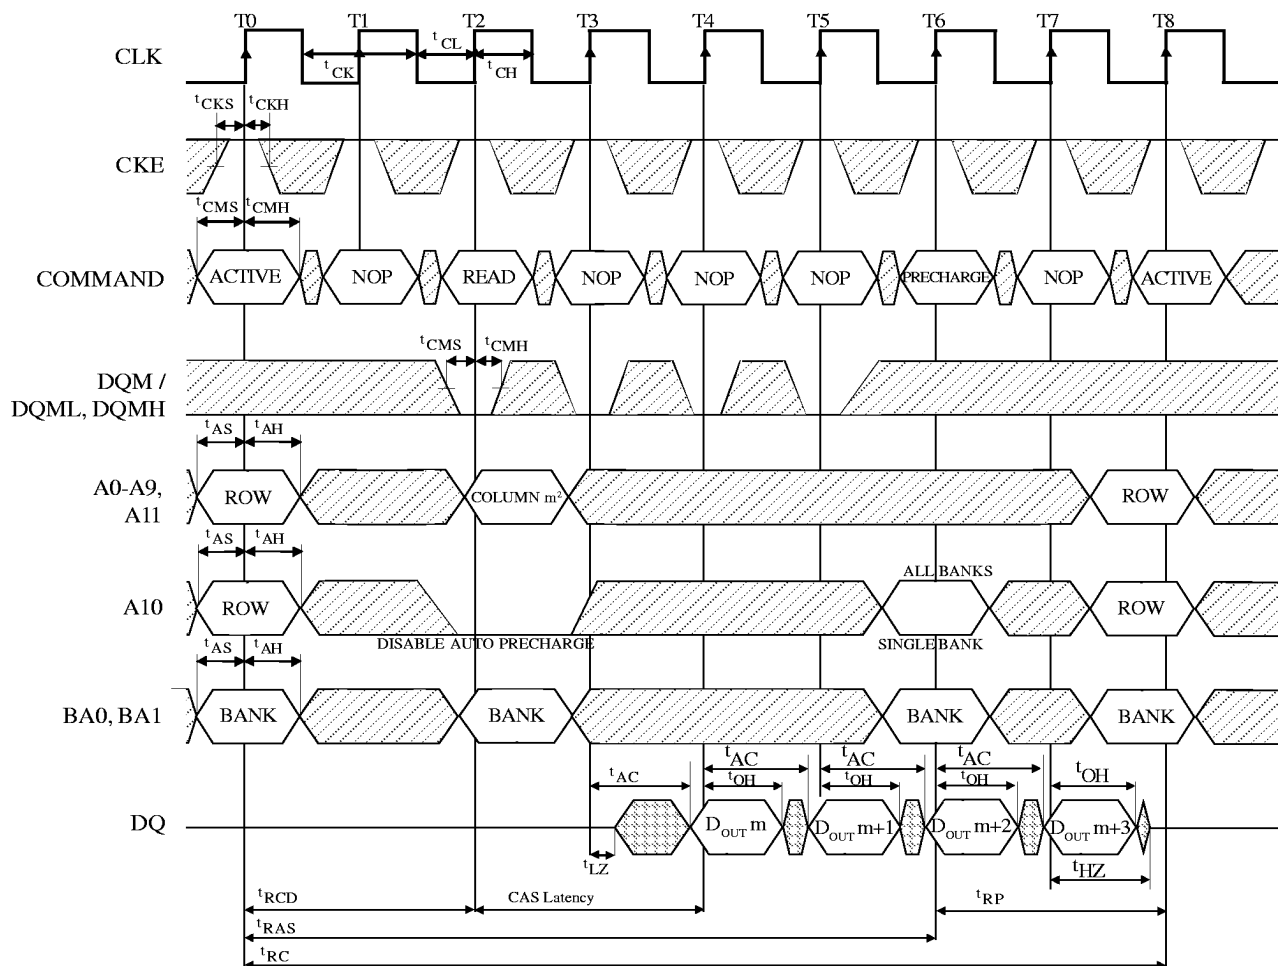 T0 T1 T2 T3 T4 T5 T6 T7 T8
CLK
tCK tCL tCH
tCKS tCKH
CKE
tCMS tCMH
COMMAND ACTIVE NOP READ NOP NOP NOP PRECHARGE NOP ACTIVE
tCMS tCMH
DQM /
DQML, DQMH
tAS tAH
A0-A9,
A11
ROW COLUMN m² ROW
tAS tAH
ALL BANKS
A10 ROW ROW
DISABLE AUTO PRECHARGE SINGLE BANK
tAS tAH
BA0, BA1 BANK BANK BANK BANK
tAC tAC tAC tAC
tOH tOH tOH tOH
DQ DOUT m DOUT m+1 DOUT m+2 DOUT m+3
tLZ tHZ
tRCD CAS Latency tRP
tRAS
tRC